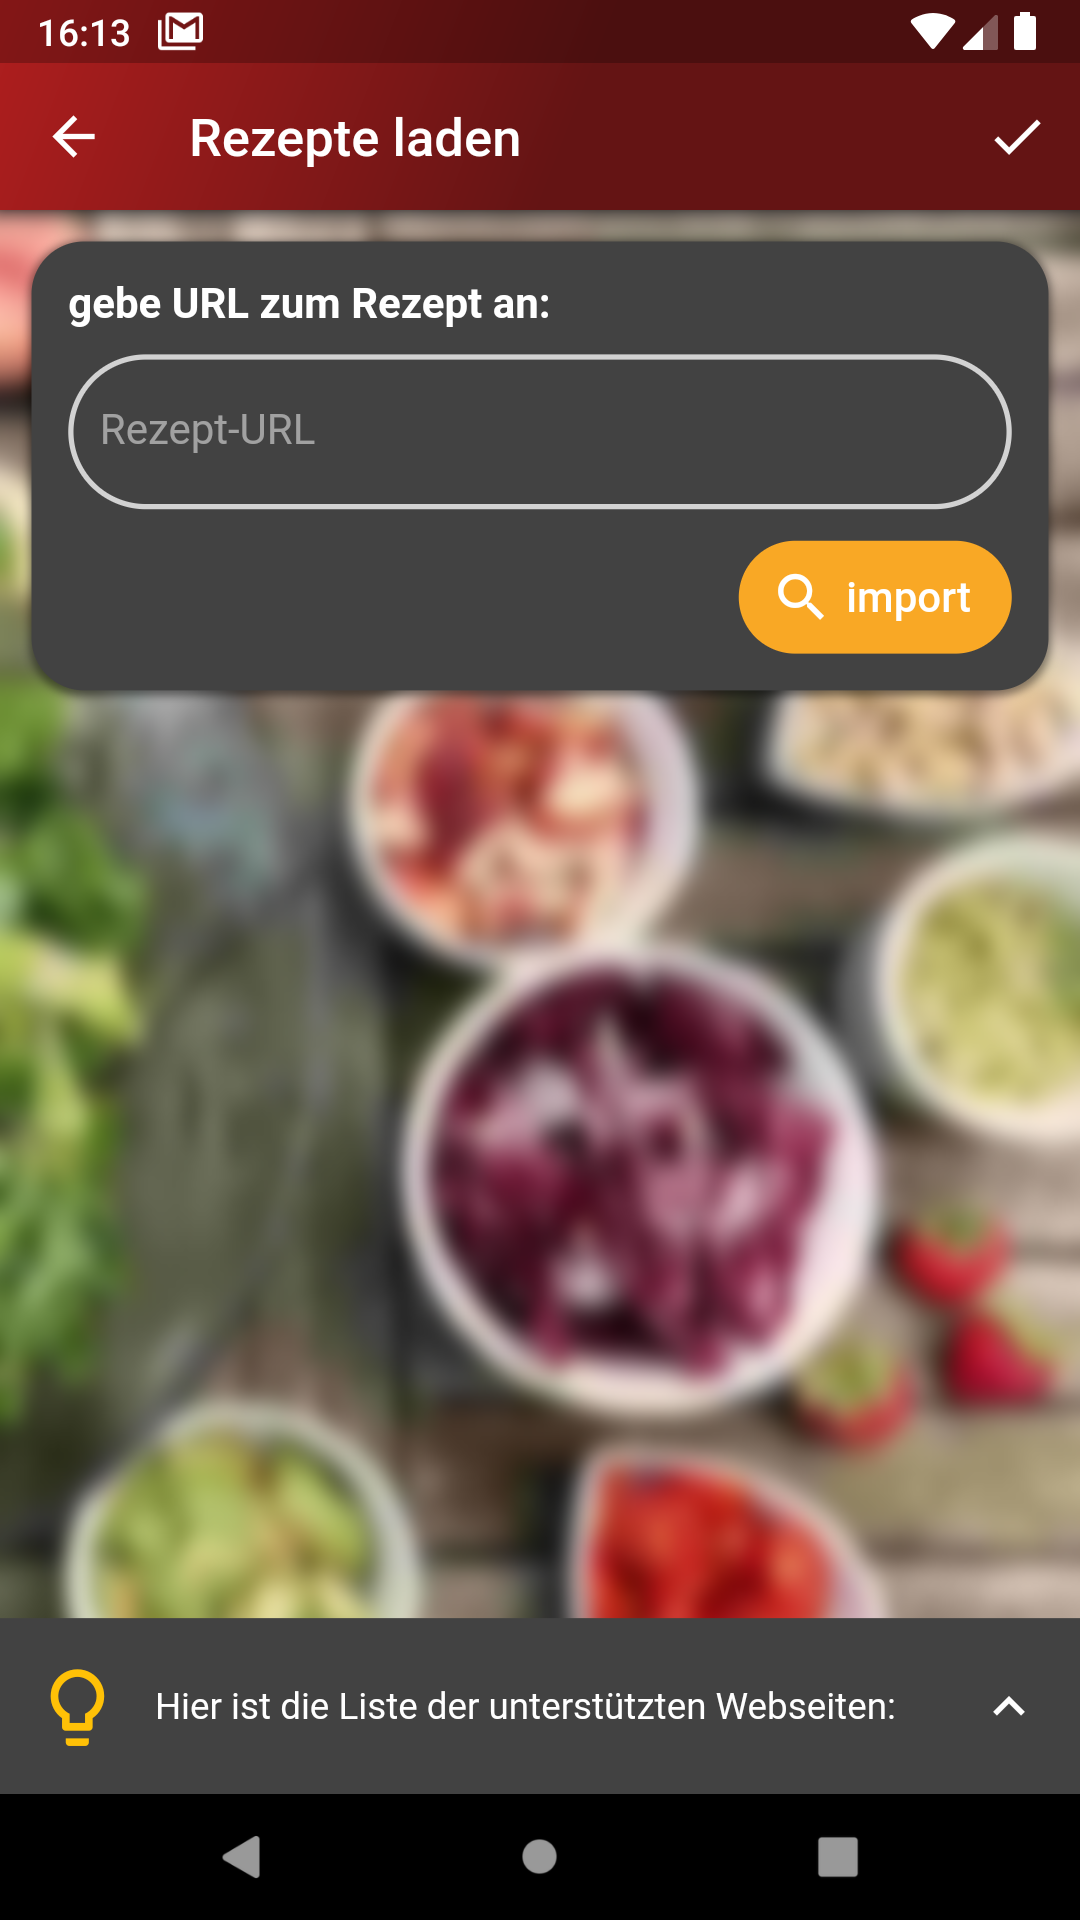 16:13
Rezepte laden
gebe URL zum Rezept an:
Rezept-URL
import
Hier ist die Liste der unterstützten Webseiten: